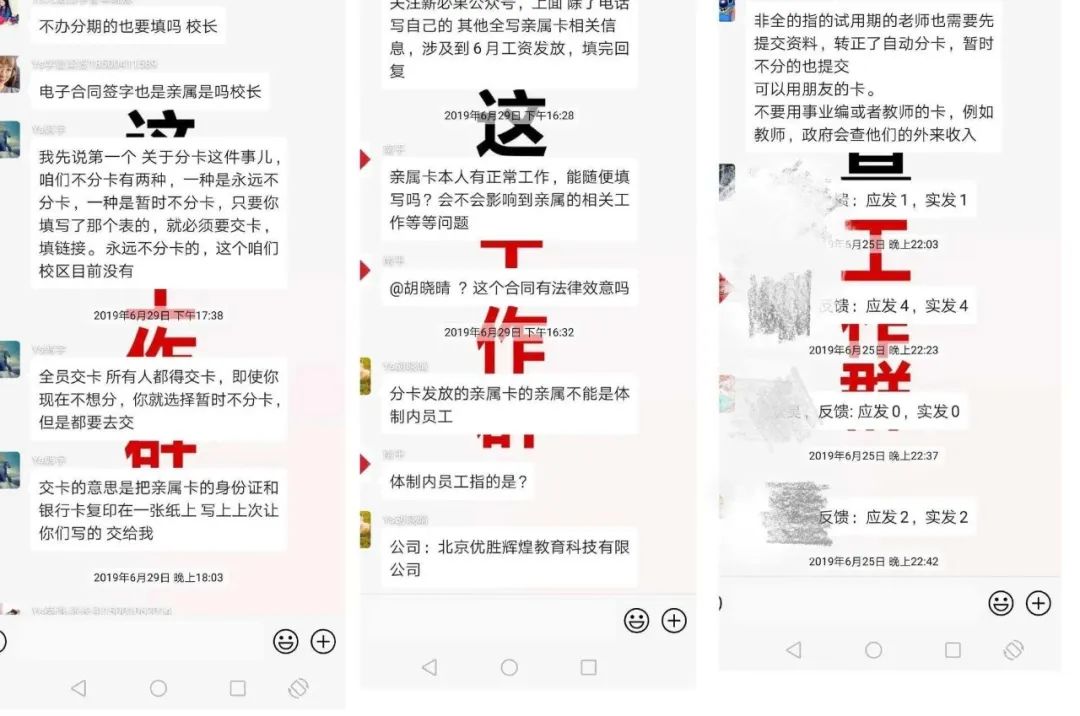 不办分期的也要填吗 校长
电子合同签字也是亲属是吗校长
我先说第一个 关于分卡这件事儿，
咱们不分卡有两种，一种是永远不
分卡，一种是暂时不分卡，只要你
填写了那个表的，就必须要交卡，
填链接。永远不分卡的，这个咱们
校区目前没有
2019年6月29日 下午17:38
全员交卡 所有人都得交卡，即使你
现在不想分，你就选择暂时不分卡，
但是都要去交
交卡的意思是把亲属卡的身份证和
银行卡复印在一张纸上 写上上次让
你们写的 交给我
2019年6月29日 晚上18:03
关注新必果公众号，上面 除了电话
写自己的 其他全写亲属卡相关信
息，涉及到6月工资发放，填完回
复
2019年6月29日 下午16:28
这
亲属卡本人有正常工作，能随便填
写吗？会不会影响到亲属的相关工
作等等问题
@胡晓晴 ？这个合同有法律效意吗
2019年6月29日 下午16:32
作
分卡发放的亲属卡的亲属不能是体
制内员工
体制内员工指的是？
公司：北京优胜辉煌教育科技有限
公司
非全的指的试用期的老师也需要先
提交资料，转正了自动分卡，暂时
不分的也提交
可以用朋友的卡。
不要用事业编或者教师的卡，例如
教师，政府会查他们的外来收入
：应发1，实发1
年6月25日 晚上22:03
工
反馈：应发4，实发4
2019年6月25日 晚上22:23
群
反馈: 应发0，实发0
2019年6月25日 晚上22:37
反馈：应发2，实发2
2019年6月25日 晚上22:42